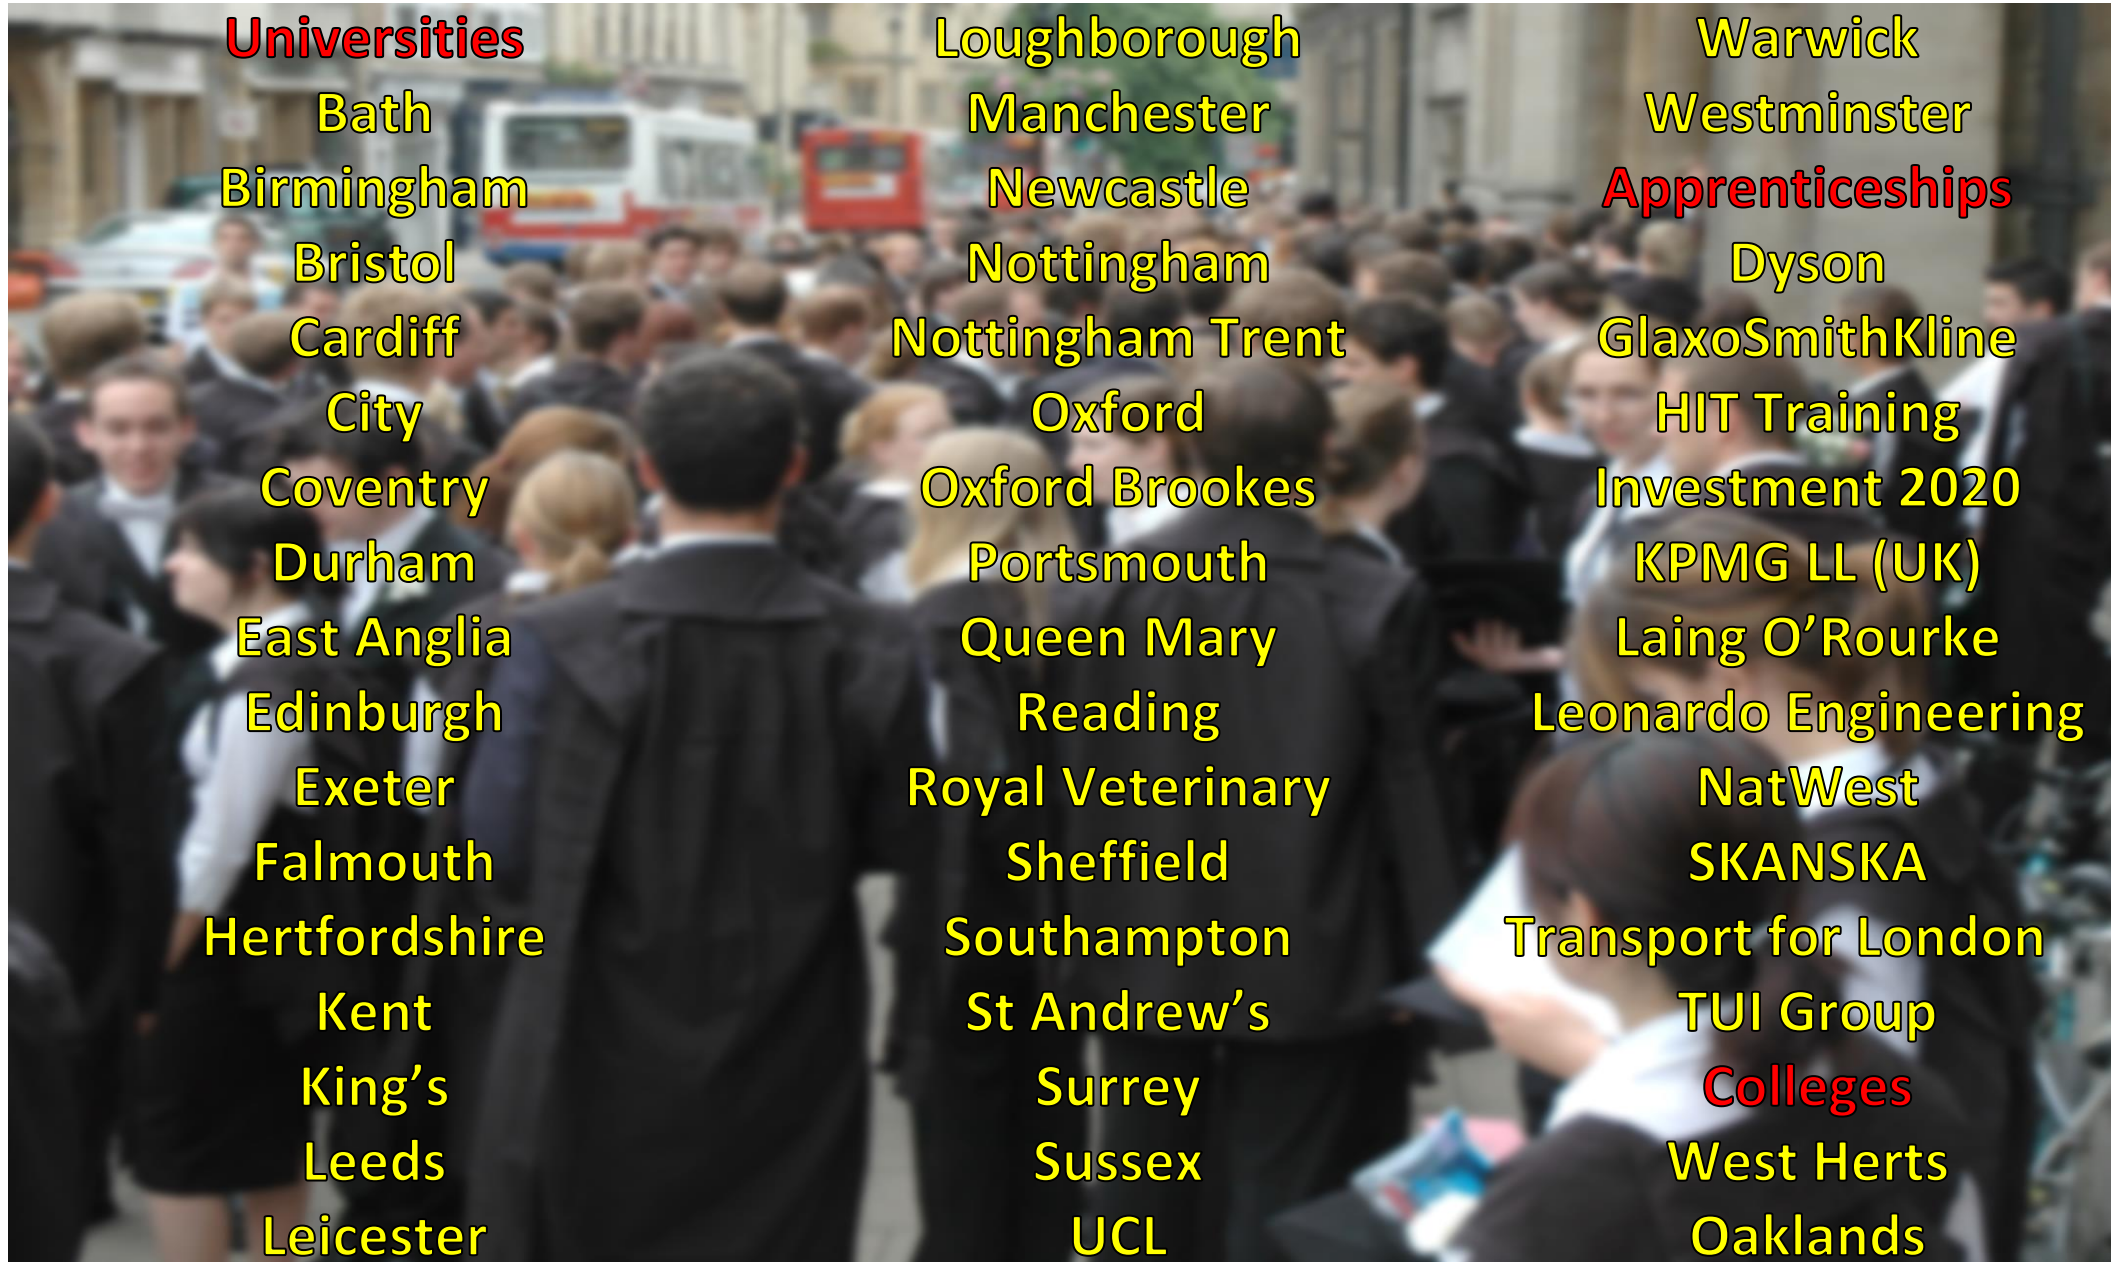 Universities
Bath
Birmingham
Bristol
Cardiff
City
Coventry
Durham
East Anglia
Edinburgh
Exeter
Falmouth
Hertfordshire
Kent
King’s
Leeds
Leicester
Loughborough
Manchester
Newcastle
Nottingham
Nottingham Trent
Oxford
Oxford Brookes
Portsmouth
Queen Mary
Reading
Royal Veterinary
Sheffield
Southampton
St Andrew’s
Surrey
Sussex
UCL
Warwick
Westminster
Apprenticeships
Dyson
GlaxoSmithKline
HIT Training
Investment 2020
KPMG LL (UK)
Laing O’Rourke
Leonardo Engineering
NatWest
SKANSKA
Transport for London
TUI Group
Colleges
West Herts
Oaklands